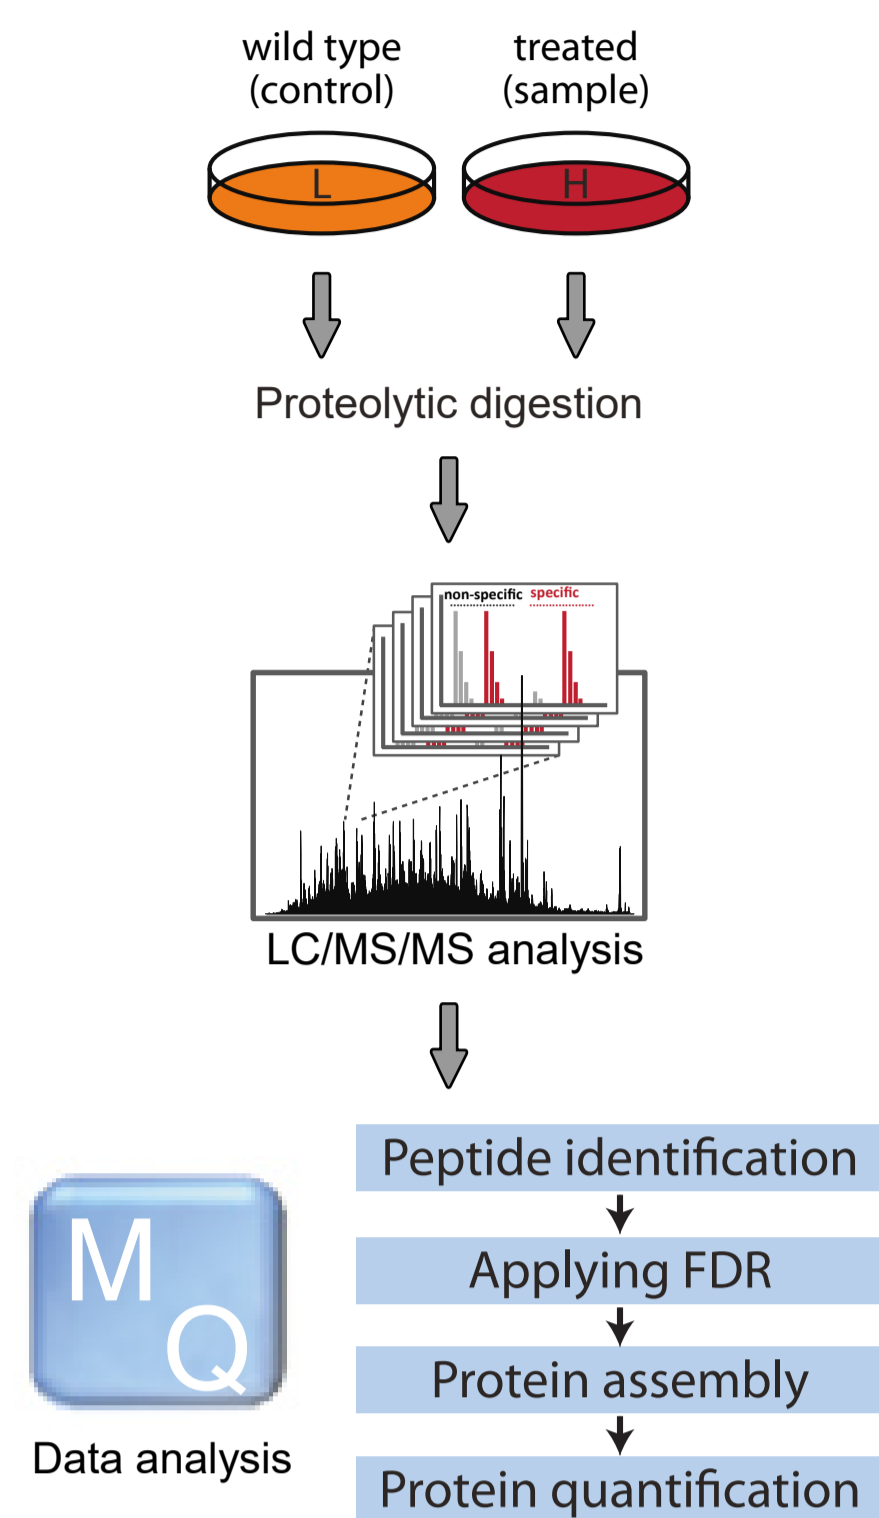 wild type
(control)
treated
(sample)
L
H
Proteolytic digestion
non-specific
specific
LC/MS/MS analysis
Peptide identification
Applying FDR
Protein assembly
Protein quantification
M
Q
Data analysis